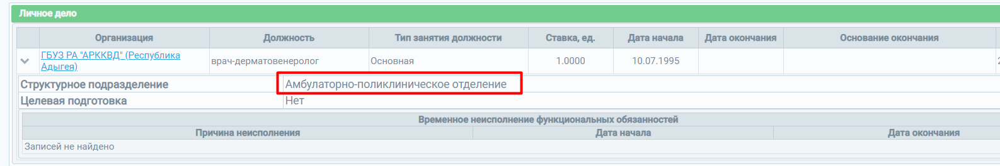 Личное дело
Организация Должность Тип занятия должности Ставка, ед. Дата начала Дата окончания Основание окончания
ГБУЗ РА "АРККВД" (Республика Адыгея) врач-дерматовенеролог Основная 1.0000 10.07.1995
Структурное подразделение Амбулаторно-поликлиническое отделение
Целевая подготовка Нет
Временное неисполнение функциональных обязанностей
Причина неисполнения Дата начала Дата окончания
Записей не найдено